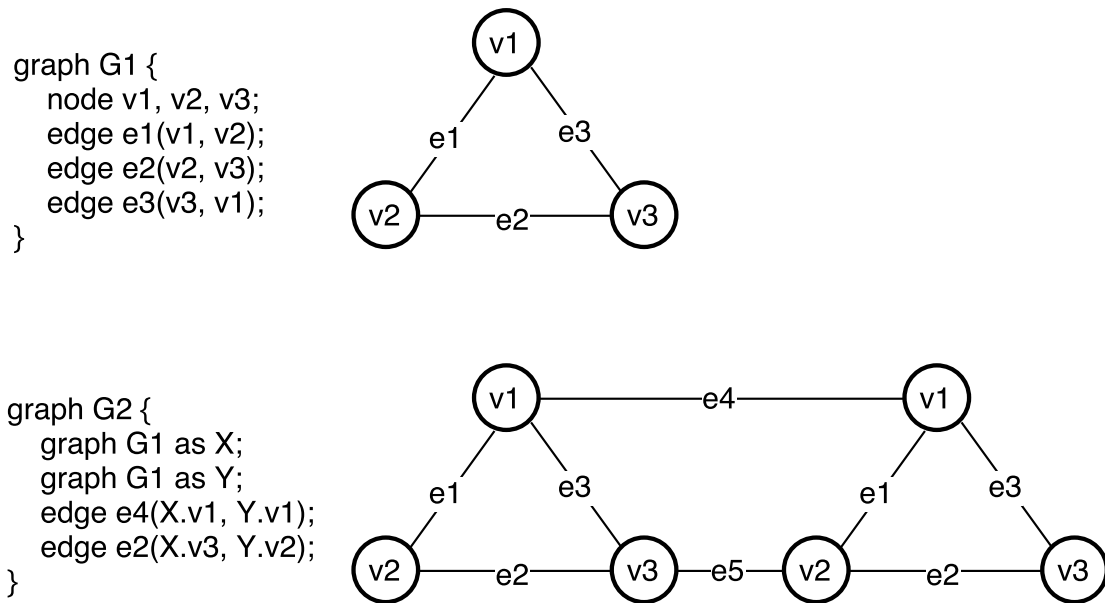 graph G1 {
node v1, v2, v3;
edge e1(v1, v2);
edge e2(v2, v3);
edge e3(v3, v1);
}
v1
e1 e3
v2 e2 v3
graph G2 {
graph G1 as X;
graph G1 as Y;
edge e4(X.v1, Y.v1);
edge e2(X.v3, Y.v2);
}
v1 e4 v1
e1 e3 e1 e3
v2 e2 v3 e5 v2 e2 v3